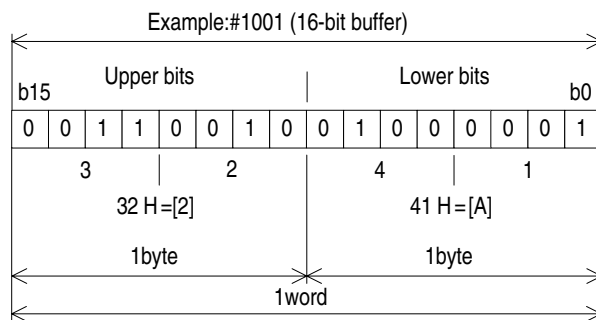 Example:#1001 (16-bit buffer)
Upper bits Lower bits
b15 b0
0 0 1 1 0 0 1 0 0 1 0 0 0 0 0 1
3 2 4 1
32 H=[2] 41 H=[A]
1byte 1byte
1word